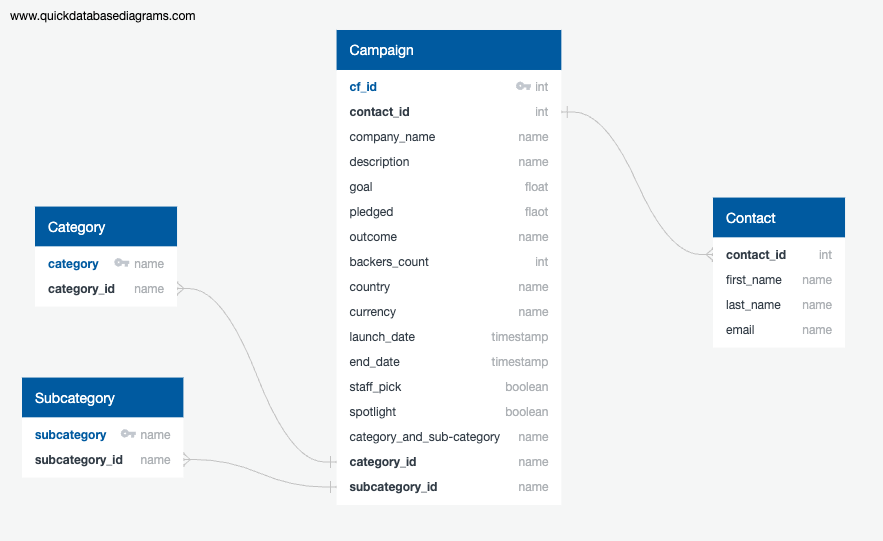 www.quickdatabasediagrams.com
Campaign
cf_id int
contact_id int
company_name name
description name
goal float
pledged flaot
outcome name
backers_count int
country name
currency name
launch_date timestamp
end_date timestamp
staff_pick boolean
spotlight boolean
category_and_sub-category name
category_id name
subcategory_id name
Category
category name
category_id name
Subcategory
subcategory name
subcategory_id name
Contact
contact_id int
first_name name
last_name name
email name